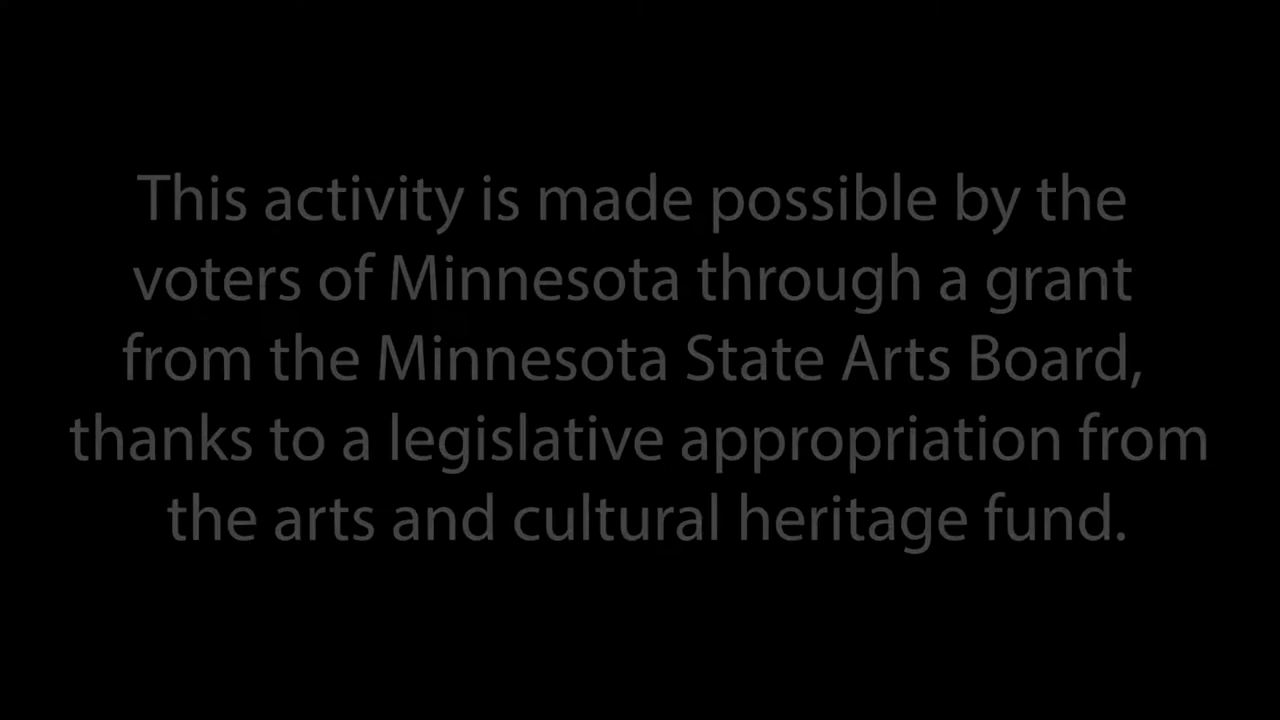 This activity is made possible by the
voters of Minnesota through a grant
from the Minnesota State Arts Board,
thanks to a legislative appropriation from
the arts and cultural heritage fund.